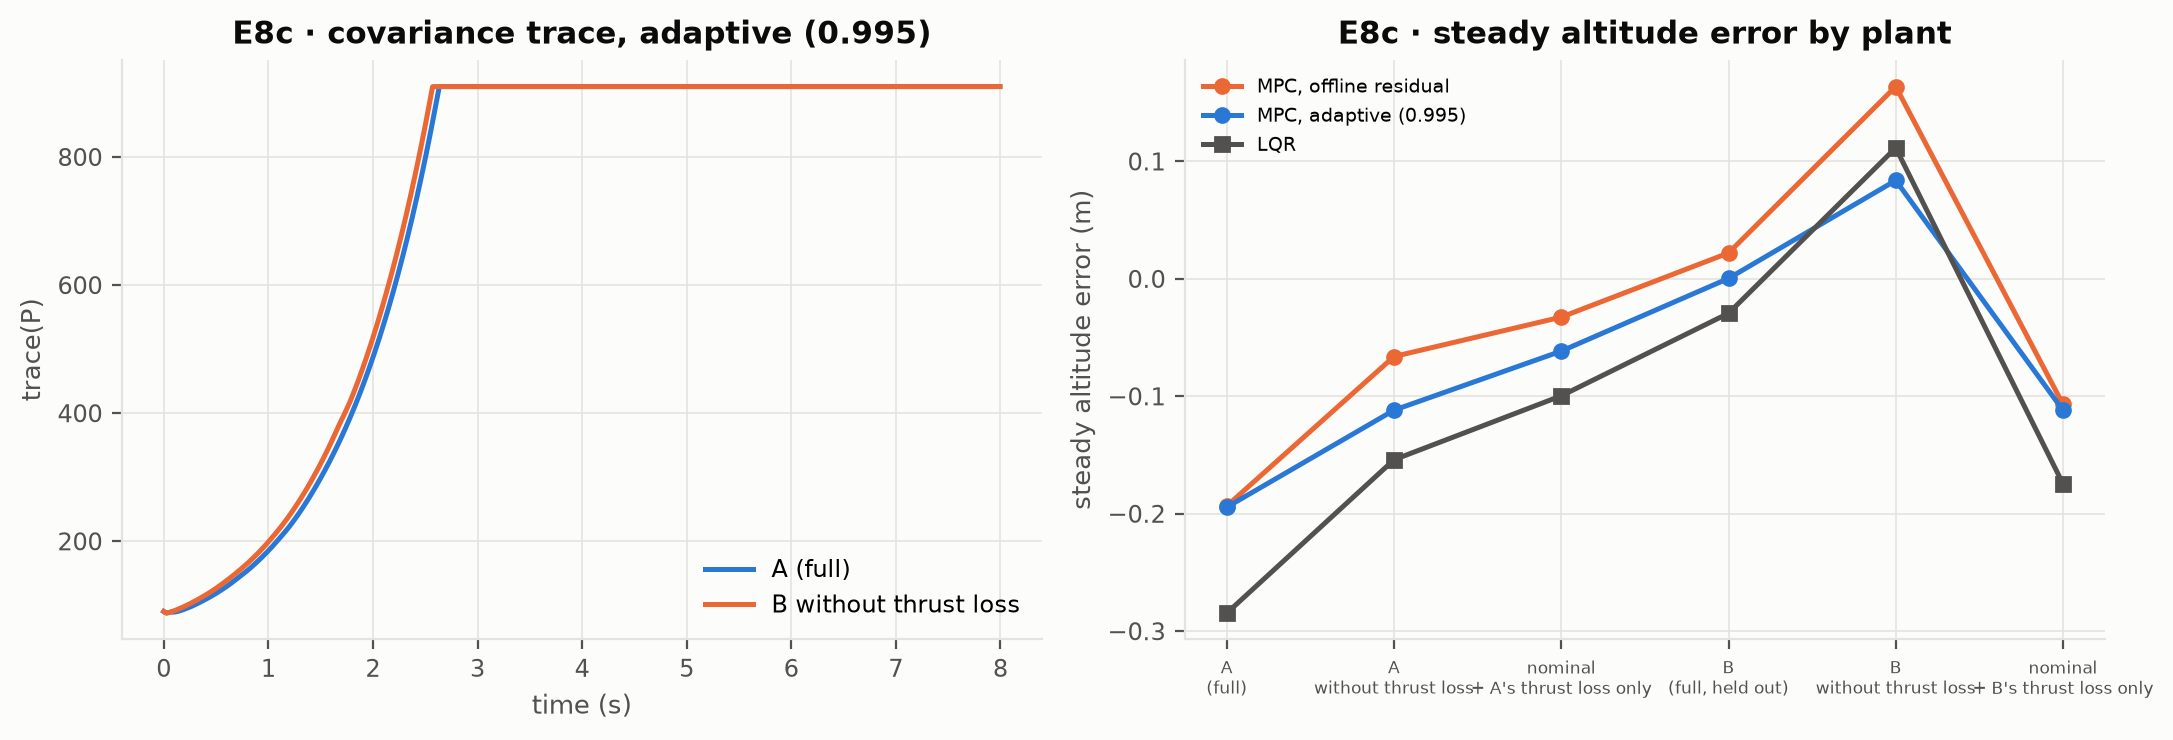 E8c · covariance trace, adaptive (0.995)
trace(P)
800
600
400
200
A (full)
B without thrust loss
0 1 2 3 4 5 6 7 8
time (s)
E8c · steady altitude error by plant
MPC, offline residual
MPC, adaptive (0.995)
LQR
steady altitude error (m)
0.1
0.0
−0.1
−0.2
−0.3
A
(full)
A
without thrust loss
nominal
+ A's thrust loss only
B
(full, held out)
B
without thrust loss
nominal
+ B's thrust loss only